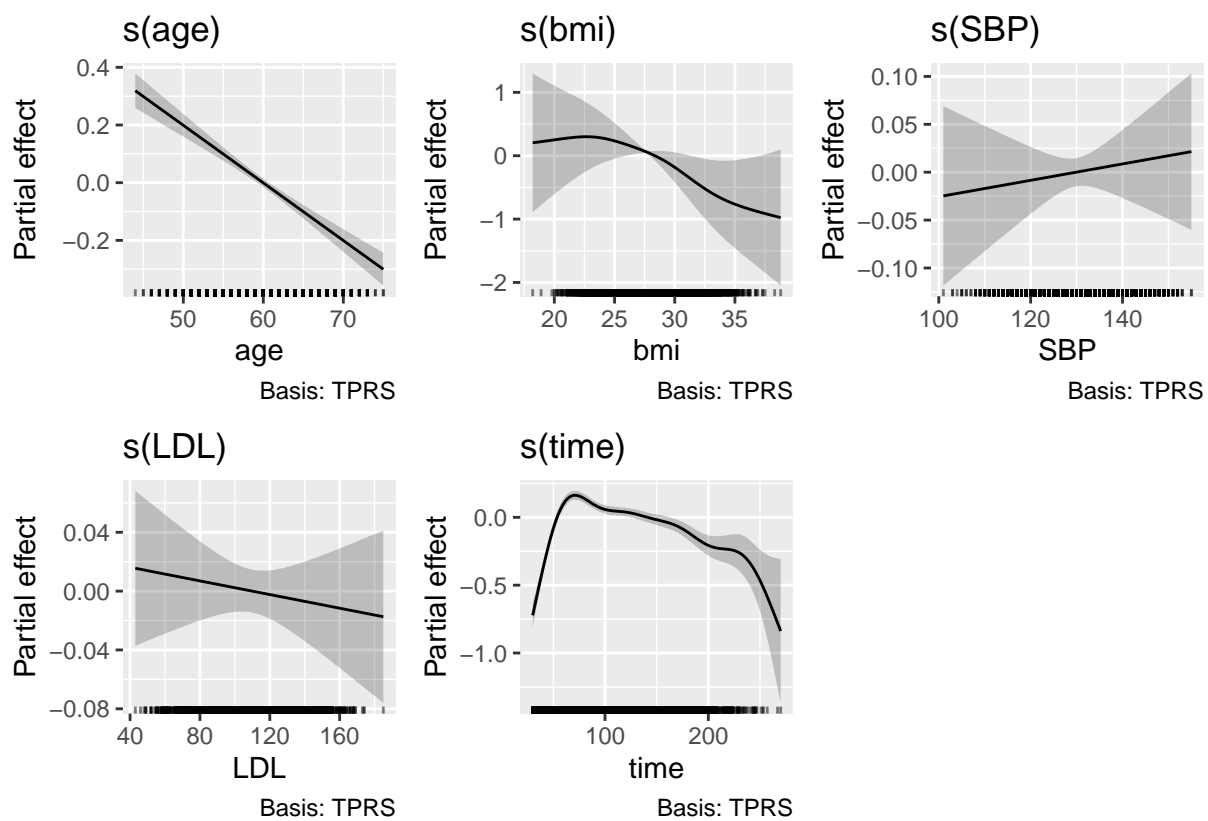 s(age)
0.4
0.2
0.0
−0.2
Partial effect
50 60 70
age
Basis: TPRS
s(bmi)
1
0
−1
−2
Partial effect
20 25 30 35
bmi
Basis: TPRS
s(SBP)
0.10
0.05
0.00
−0.05
−0.10
Partial effect
100 120 140
SBP
Basis: TPRS
s(LDL)
0.04
0.00
−0.04
−0.08
Partial effect
40 80 120 160
LDL
Basis: TPRS
s(time)
0.0
−0.5
−1.0
Partial effect
100 200
time
Basis: TPRS